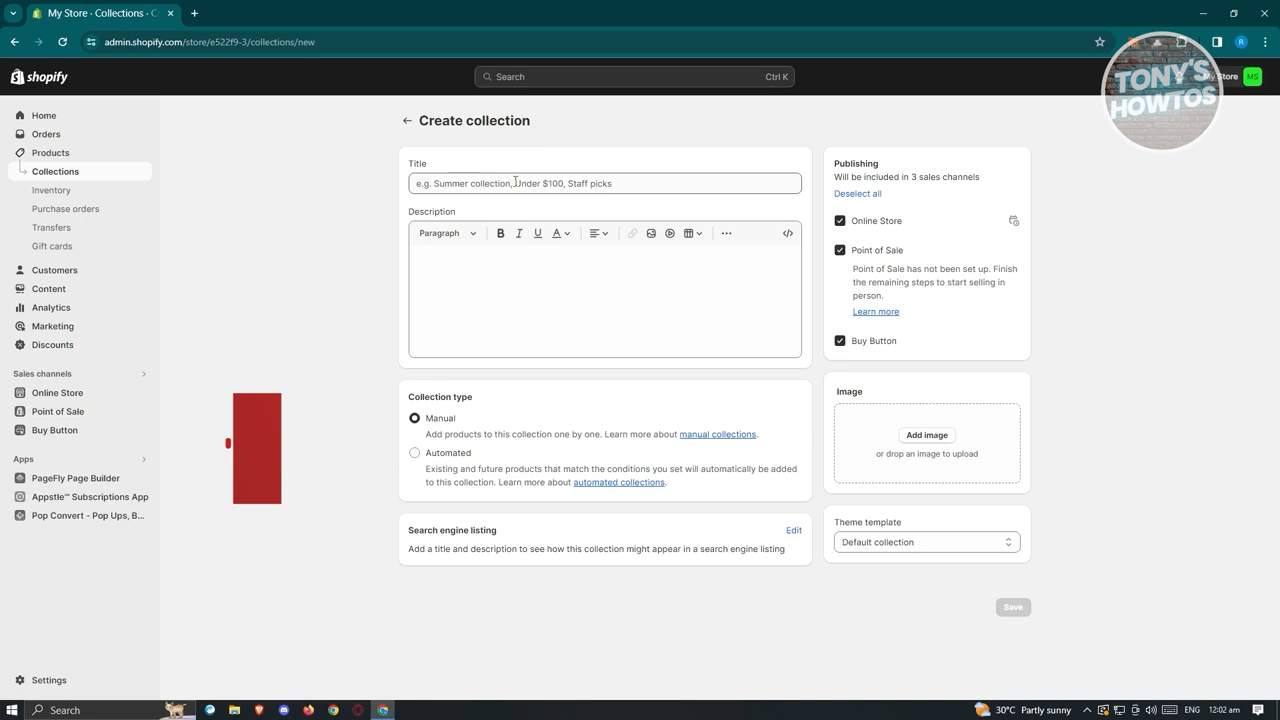 My Store · Collections · C
admin.shopify.com/store/e522f9-3/collections/new
shopify
Search
Ctrl K
My Store
MS
TONY'S
HOWTOS
Home
Orders
Products
Collections
Inventory
Purchase orders
Transfers
Gift cards
Customers
Content
Analytics
Marketing
Discounts
Sales channels
Online Store
Point of Sale
Buy Button
Apps
PageFly Page Builder
Appstle℠ Subscriptions App
Pop Convert - Pop Ups, B...
Settings
Create collection
Title
e.g. Summer collection, Under $100, Staff picks
Description
Paragraph
B I U A
Collection type
Manual
Add products to this collection one by one. Learn more about manual collections.
Automated
Existing and future products that match the conditions you set will automatically be added
to this collection. Learn more about automated collections.
Search engine listing
Edit
Add a title and description to see how this collection might appear in a search engine listing
Publishing
Will be included in 3 sales channels
Deselect all
Online Store
Point of Sale
Point of Sale has not been set up. Finish
the remaining steps to start selling in
person.
Learn more
Buy Button
Image
Add image
or drop an image to upload
Theme template
Default collection
Save
Search
30°C Partly sunny
ENG
12:02 am